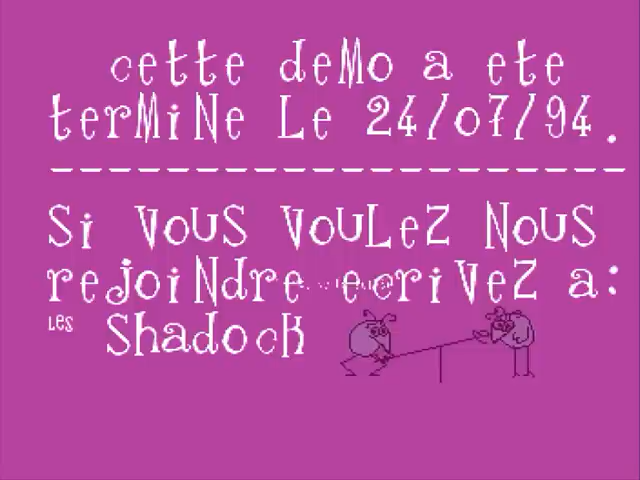 cette deMo a ete
terMiNe Le 24/07/94.
--------------------
Si VOUS VOULeZ NOUS
rejoiNdre ecriVeZ a:
Les Shadock